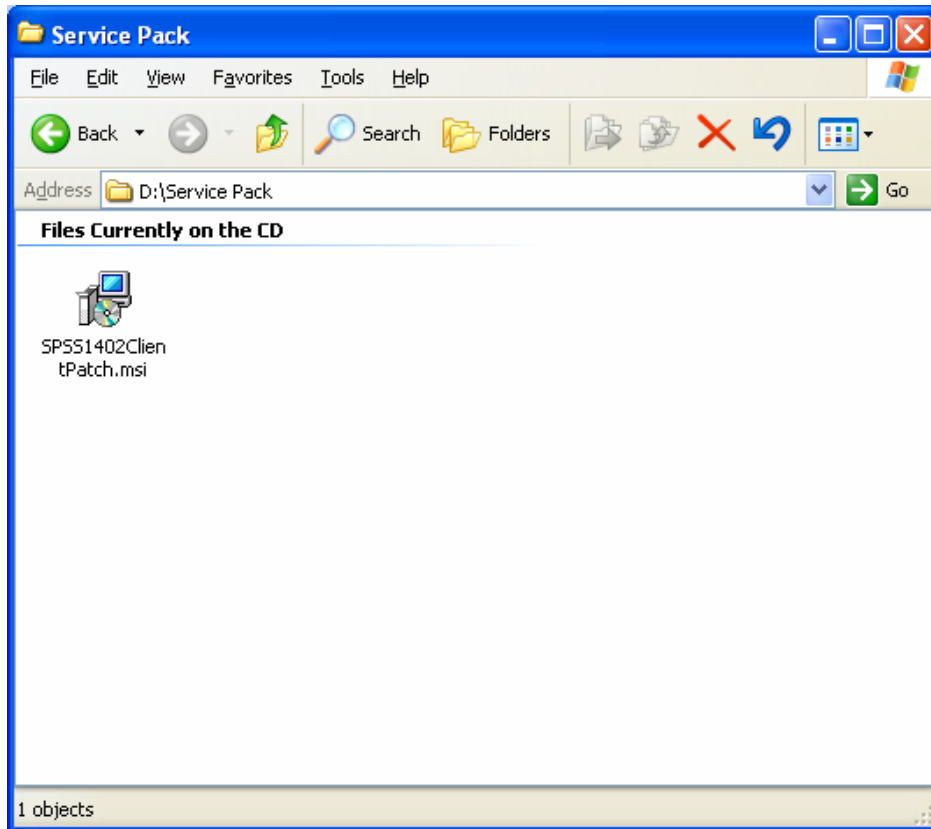 Service Pack
File Edit View Favorites Tools Help
Back Search Folders
Address D:\Service Pack Go
Files Currently on the CD
SPSS1402Clien
tPatch.msi
1 objects